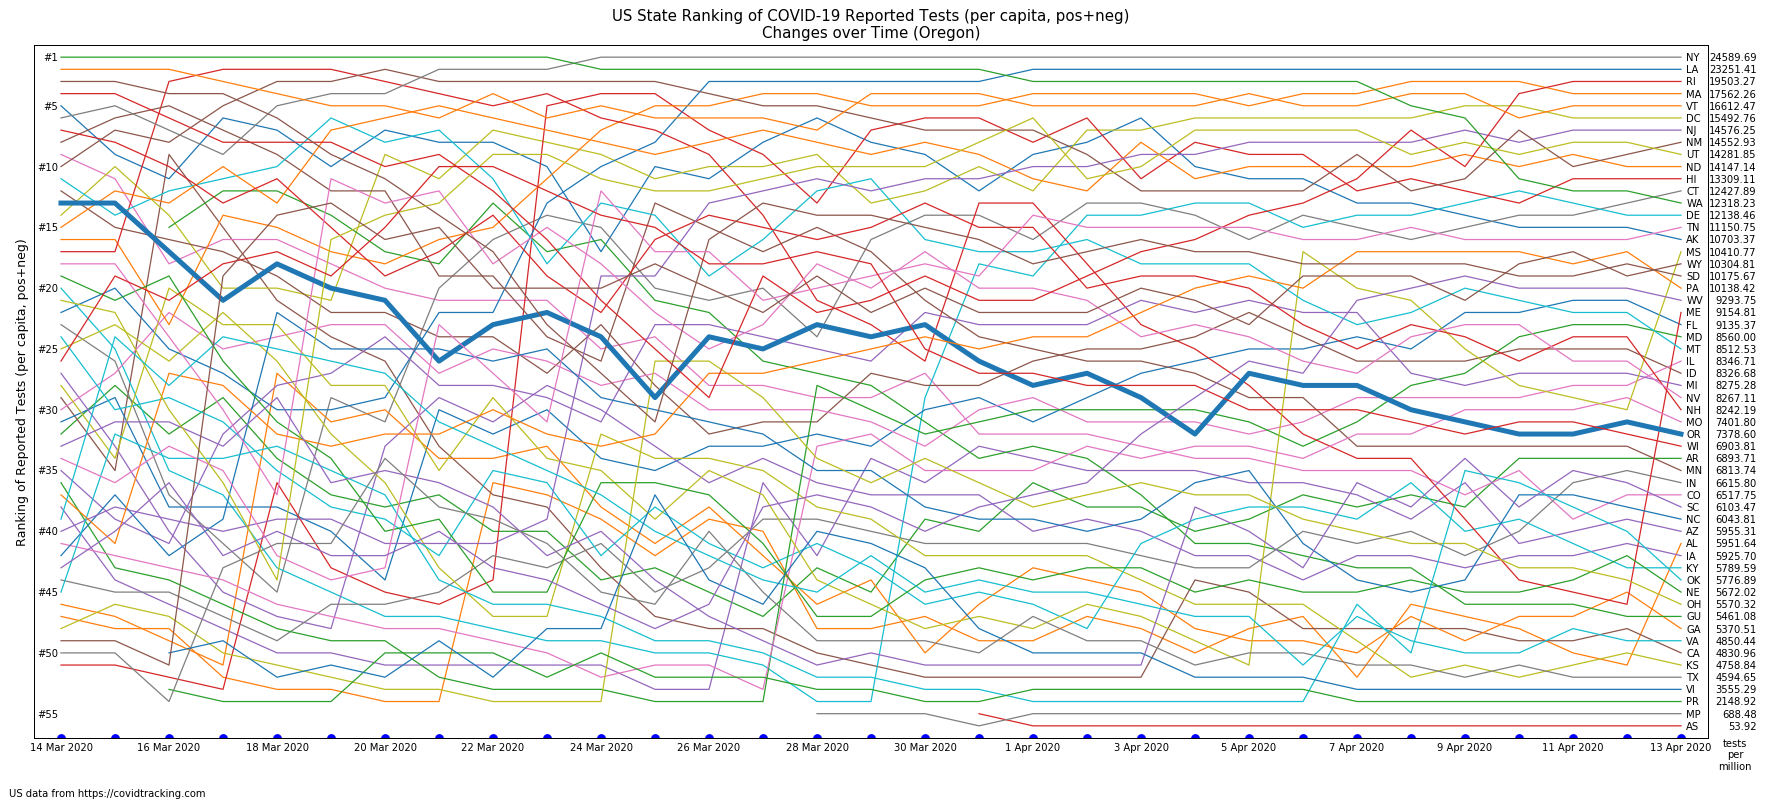 US State Ranking of COVID-19 Reported Tests (per capita, pos+neg)
Changes over Time (Oregon)
Ranking of Reported Tests (per capita, pos+neg)
#1
#5
#10
#15
#20
#25
#30
#35
#40
#45
#50
#55
NY 24589.69
LA 23251.41
RI 19503.27
MA 17562.26
VT 16612.47
DC 15492.76
NJ 14576.25
NM 14552.93
UT 14281.85
ND 14147.14
HI 13309.11
CT 12427.89
WA 12318.23
DE 12138.46
TN 11150.75
AK 10703.37
MS 10410.77
WY 10304.81
SD 10175.67
PA 10138.42
WV 9293.75
ME 9154.81
FL 9135.37
MD 8560.00
MT 8512.53
IL 8346.71
ID 8326.68
MI 8275.28
NV 8267.11
NH 8242.19
MO 7401.80
OR 7378.60
WI 6903.81
AR 6893.71
MN 6813.74
IN 6615.80
CO 6517.75
SC 6103.47
NC 6043.81
AZ 5955.31
AL 5951.64
IA 5925.70
KY 5789.59
OK 5776.89
NE 5672.02
OH 5570.32
GU 5461.08
GA 5370.51
VA 4850.44
CA 4830.96
KS 4758.84
TX 4594.65
VI 3555.29
PR 2148.92
MP 688.48
AS 53.92
14 Mar 2020 16 Mar 2020 18 Mar 2020 20 Mar 2020 22 Mar 2020 24 Mar 2020 26 Mar 2020 28 Mar 2020 30 Mar 2020 1 Apr 2020 3 Apr 2020 5 Apr 2020 7 Apr 2020 9 Apr 2020 11 Apr 2020 13 Apr 2020
tests
per
million
US data from https://covidtracking.com